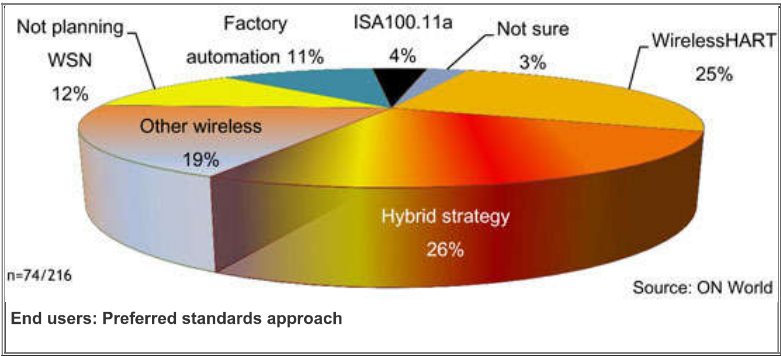 Not planning
WSN
12%
Factory
automation 11%
ISA100.11a
4%
Not sure
3%
WirelessHART
25%
Other wireless
19%
Hybrid strategy
26%
n=74/216
Source: ON World
End users: Preferred standards approach